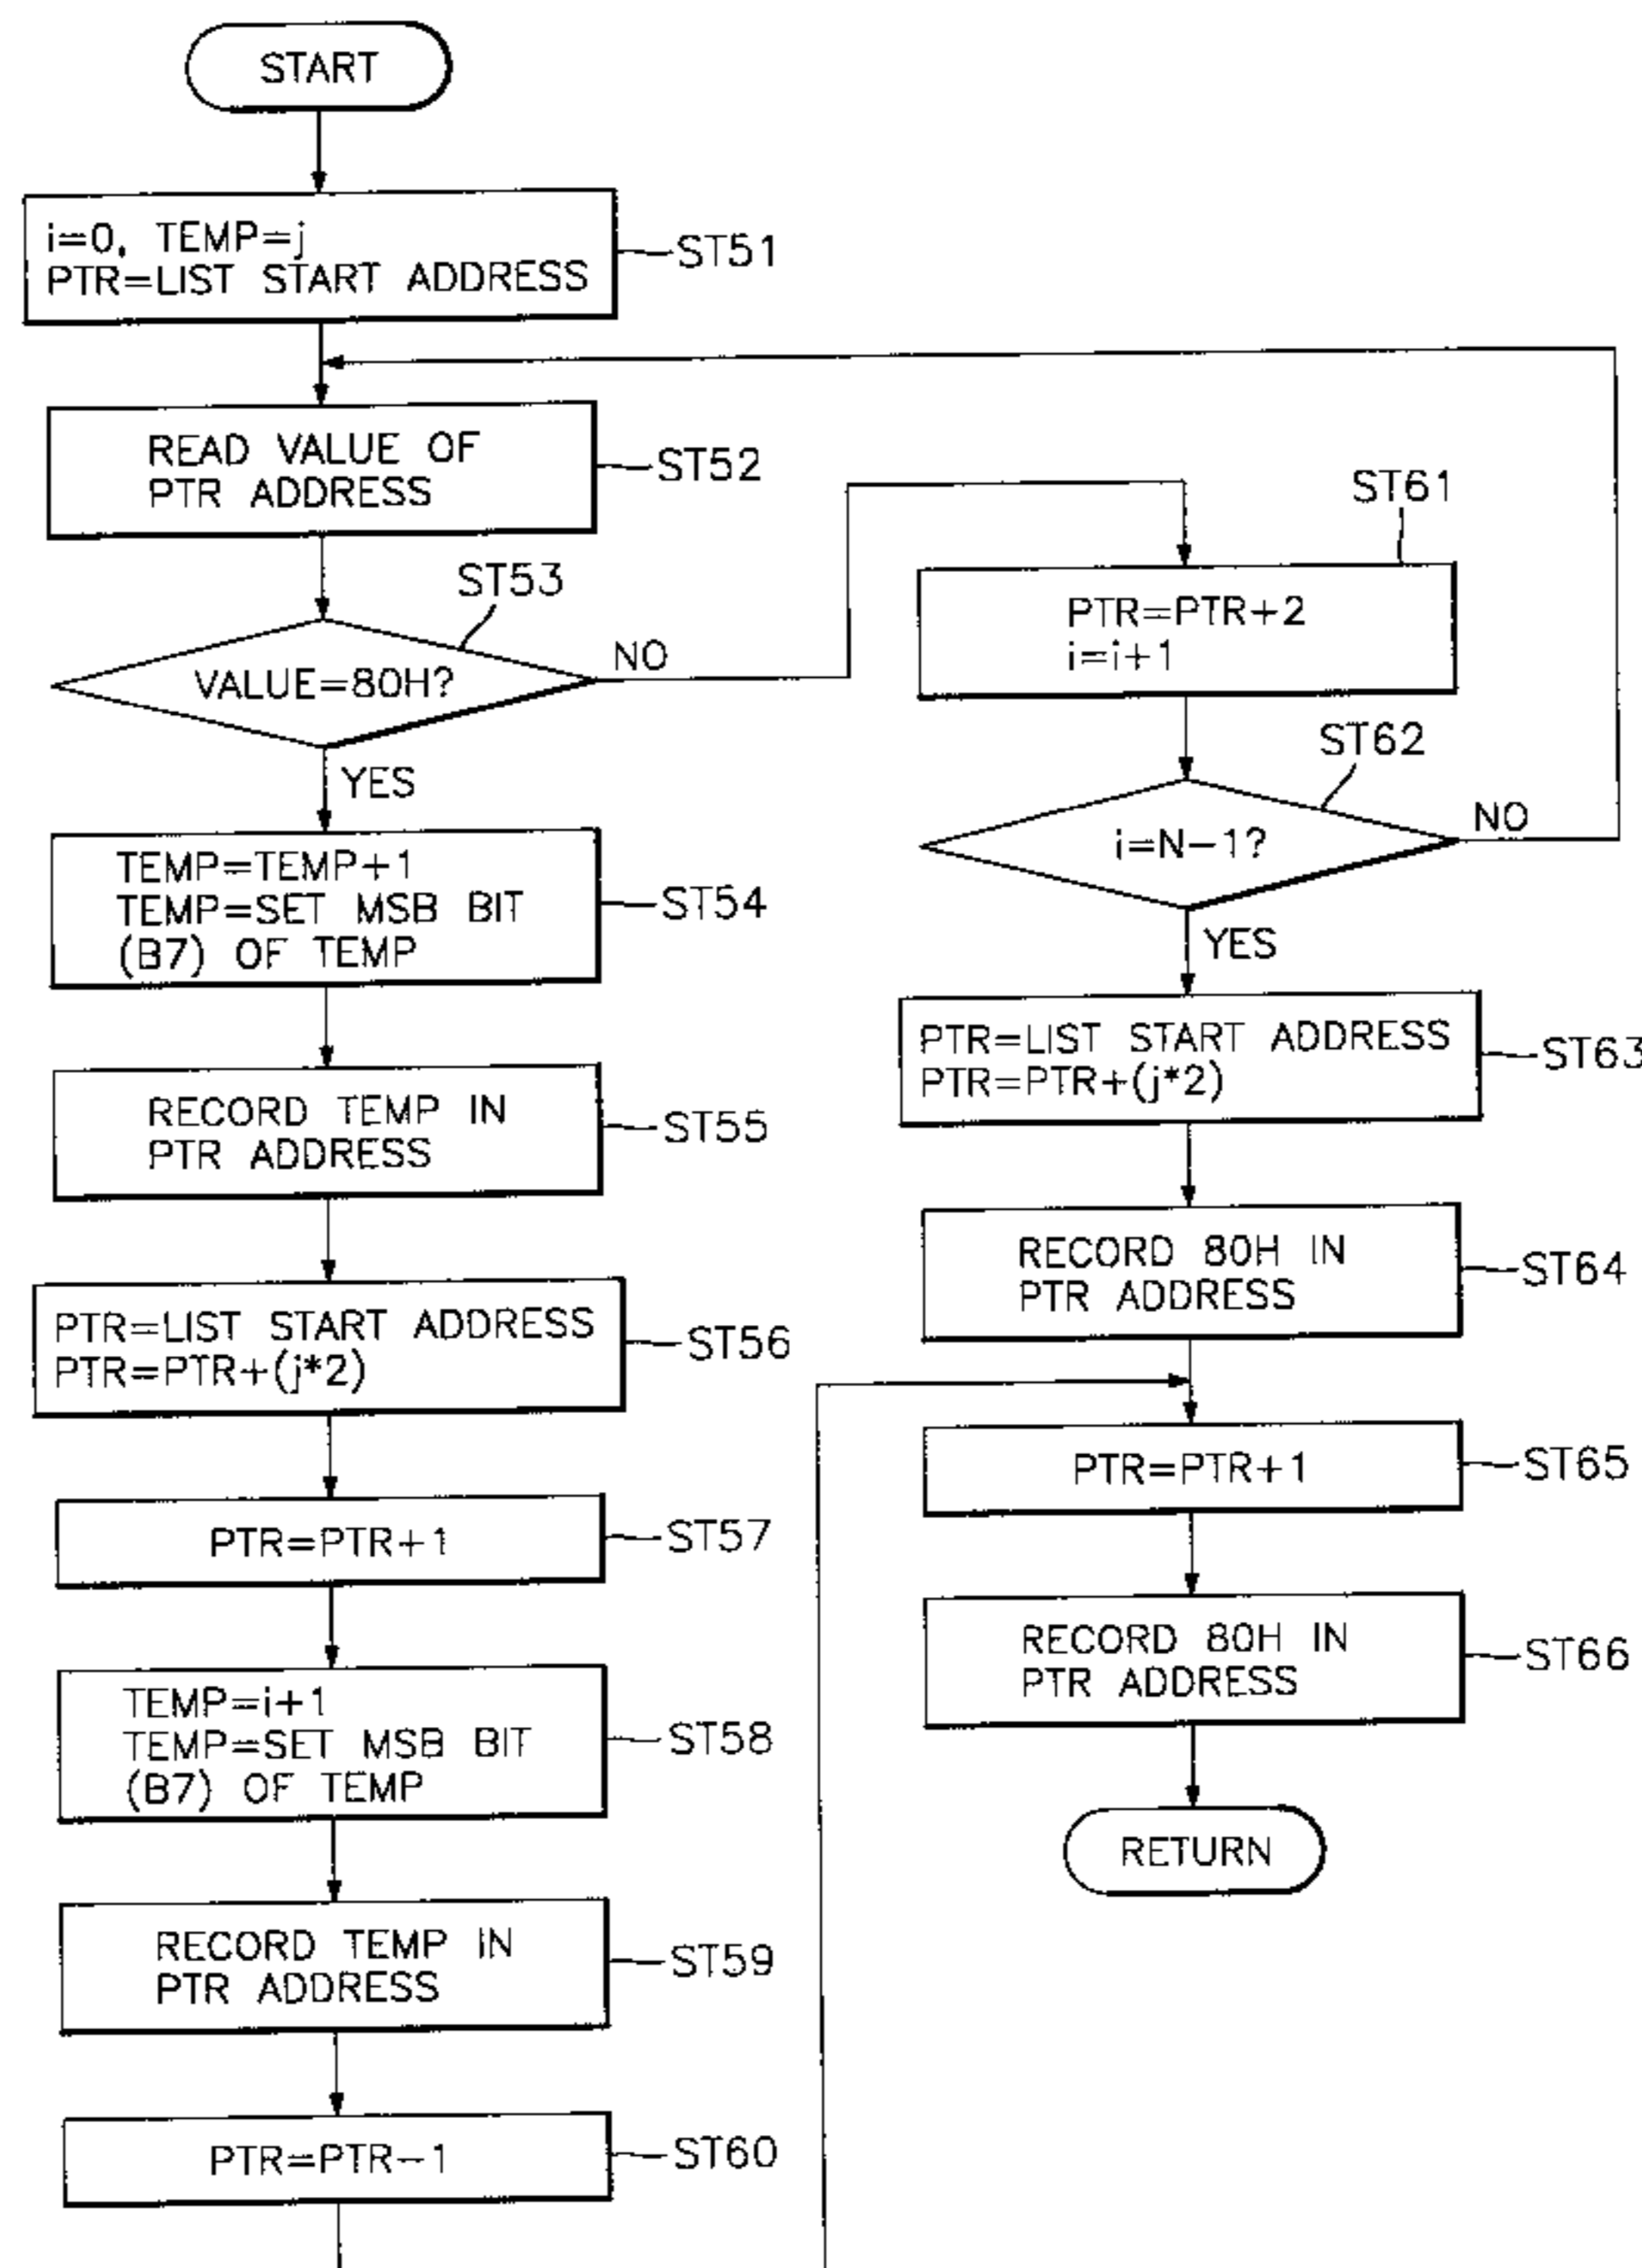 START
i=0, TEMP=j
PTR=LIST START ADDRESS
ST51
READ VALUE OF
PTR ADDRESS
ST52
VALUE=80H?
ST53
NO
YES
TEMP=TEMP+1
TEMP=SET MSB BIT
(B7) OF TEMP
ST54
RECORD TEMP IN
PTR ADDRESS
ST55
PTR=LIST START ADDRESS
PTR=PTR+(j*2)
ST56
PTR=PTR+1
ST57
TEMP=i+1
TEMP=SET MSB BIT
(B7) OF TEMP
ST58
RECORD TEMP IN
PTR ADDRESS
ST59
PTR=PTR-1
ST60
ST61
PTR=PTR+2
i=i+1
ST62
i=N-1?
NO
YES
PTR=LIST START ADDRESS
PTR=PTR+(j*2)
ST63
RECORD 80H IN
PTR ADDRESS
ST64
PTR=PTR+1
ST65
RECORD 80H IN
PTR ADDRESS
ST66
RETURN